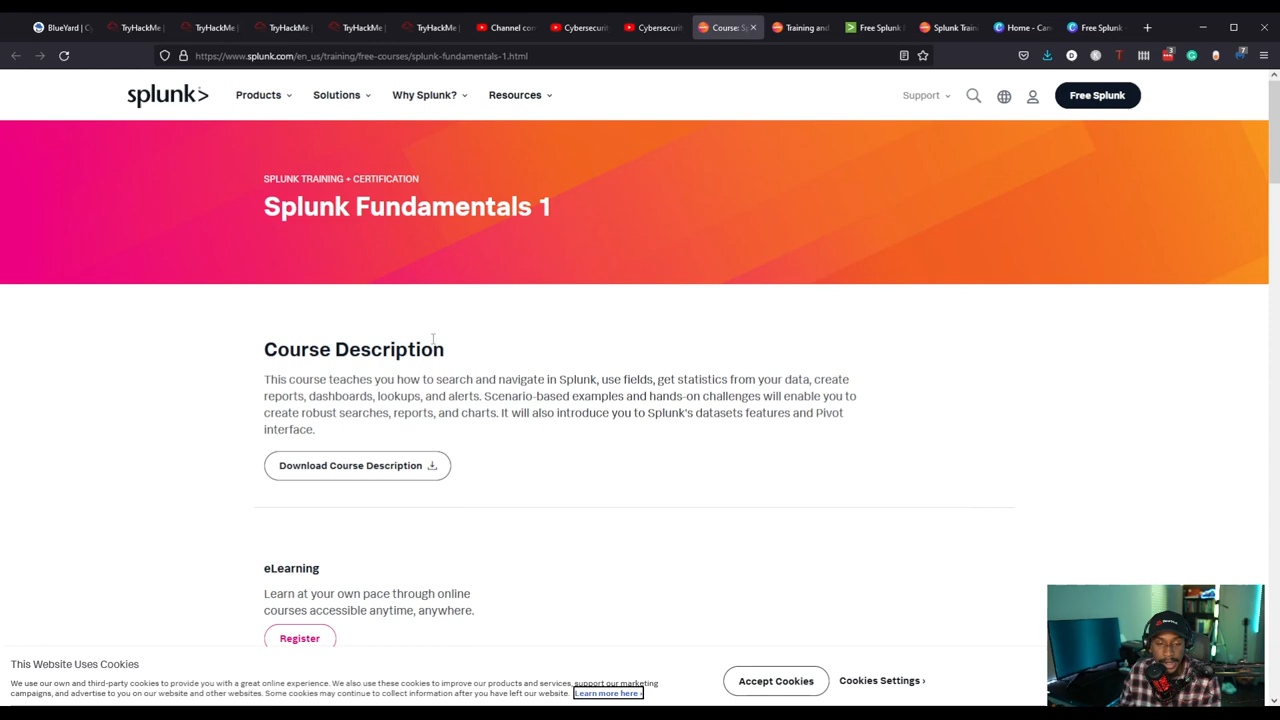 BlueYard | Cy
TryHackMe |
TryHackMe |
TryHackMe |
TryHackMe |
TryHackMe |
Channel con
Cybersecurit
Cybersecurit
Course: S
Training and
Free Splunk
Splunk Train
Home - Can
Free Splunk -
https://www.splunk.com/en_us/training/free-courses/splunk-fundamentals-1.html
3
7
splunk>
Products
Solutions
Why Splunk?
Resources
Support
Free Splunk
SPLUNK TRAINING + CERTIFICATION
Splunk Fundamentals 1
Course Description
This course teaches you how to search and navigate in Splunk, use fields, get statistics from your data, create
reports, dashboards, lookups, and alerts. Scenario-based examples and hands-on challenges will enable you to
create robust searches, reports, and charts. It will also introduce you to Splunk's datasets features and Pivot
interface.
Download Course Description
eLearning
Learn at your own pace through online
courses accessible anytime, anywhere.
Register
This Website Uses Cookies
We use our own and third-party cookies to provide you with a great online experience. We also use these cookies to improve our products and services, support our marketing
campaigns, and advertise to you on our website and other websites. Some cookies may continue to collect information after you have left our website. Learn more here ›
Accept Cookies
Cookies Settings ›